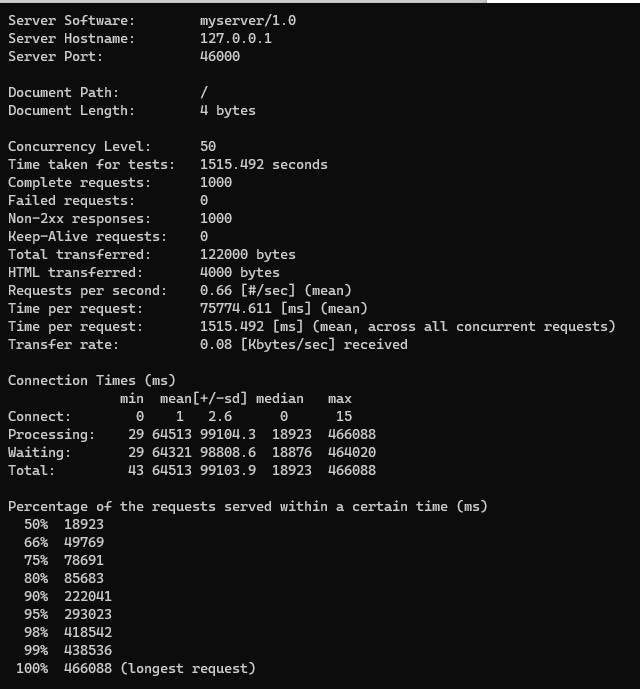 Server Software:        myserver/1.0
Server Hostname:        127.0.0.1
Server Port:            46000

Document Path:          /
Document Length:        4 bytes

Concurrency Level:      50
Time taken for tests:   1515.492 seconds
Complete requests:      1000
Failed requests:        0
Non-2xx responses:      1000
Keep-Alive requests:    0
Total transferred:      122000 bytes
HTML transferred:       4000 bytes
Requests per second:    0.66 [#/sec] (mean)
Time per request:       75774.611 [ms] (mean)
Time per request:       1515.492 [ms] (mean, across all concurrent requests)
Transfer rate:          0.08 [Kbytes/sec] received

Connection Times (ms)
              min  mean[+/-sd] median   max
Connect:        0    1   2.6      0      15
Processing:    29 64513 99104.3  18923  466088
Waiting:       29 64321 98808.6  18876  464020
Total:         43 64513 99103.9  18923  466088

Percentage of the requests served within a certain time (ms)
  50%  18923
  66%  49769
  75%  78691
  80%  85683
  90%  222041
  95%  293023
  98%  418542
  99%  438536
 100%  466088 (longest request)